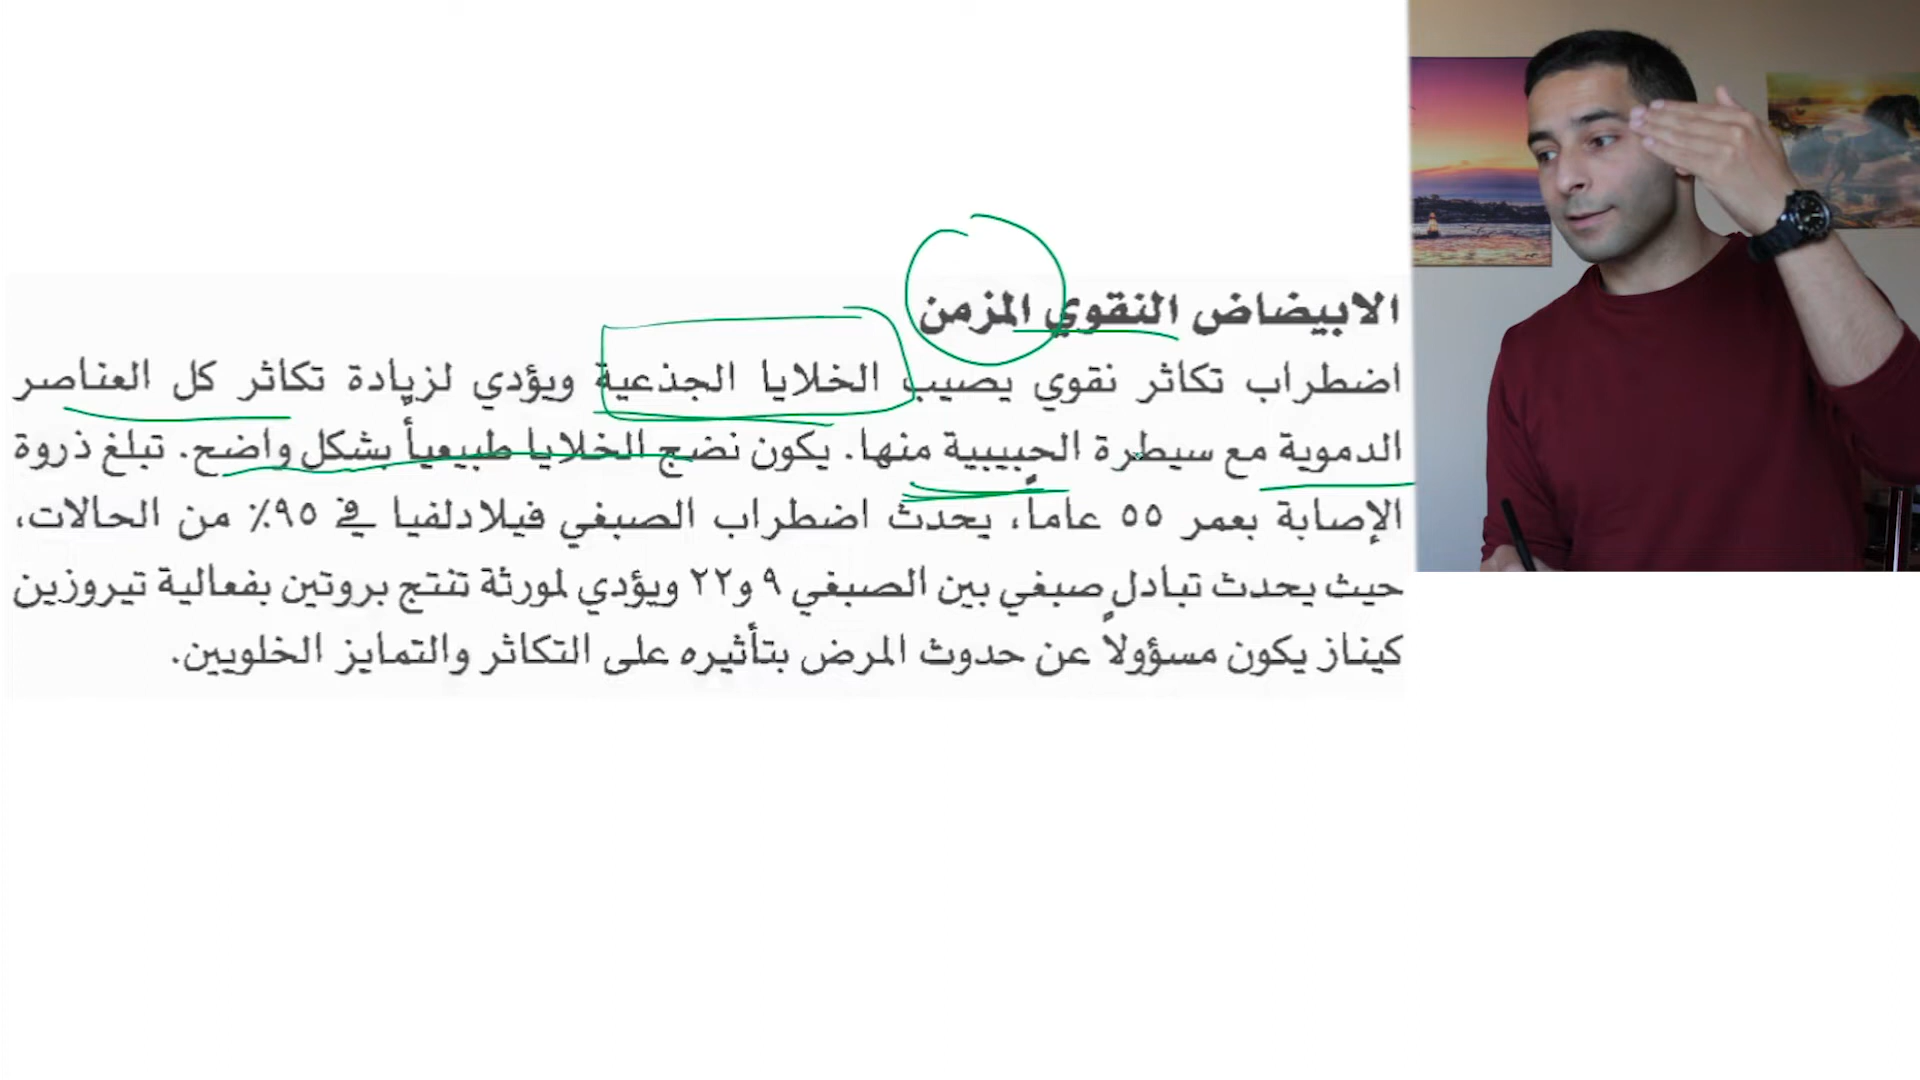 الابيضاض النقوي المزمن
اضطراب تكاثر نقوي يصيب الخلايا الجذعية ويؤدي لزيادة تكاثر كل العناصر
الدموية مع سيطرة الحبيبية منها. يكون نضج الخلايا طبيعياً بشكل واضح. تبلغ ذروة
الإصابة بعمر ٥٥ عاماً، يحدث اضطراب الصبغي فيلادلفيا في ٩٥٪ من الحالات،
حيث يحدث تبادل صبغي بين الصبغي ٩ و٢٢ ويؤدي لمورثة تنتج بروتين بفعالية تيروزين
كيناز يكون مسؤولاً عن حدوث المرض بتأثيره على التكاثر والتمايز الخلويين.